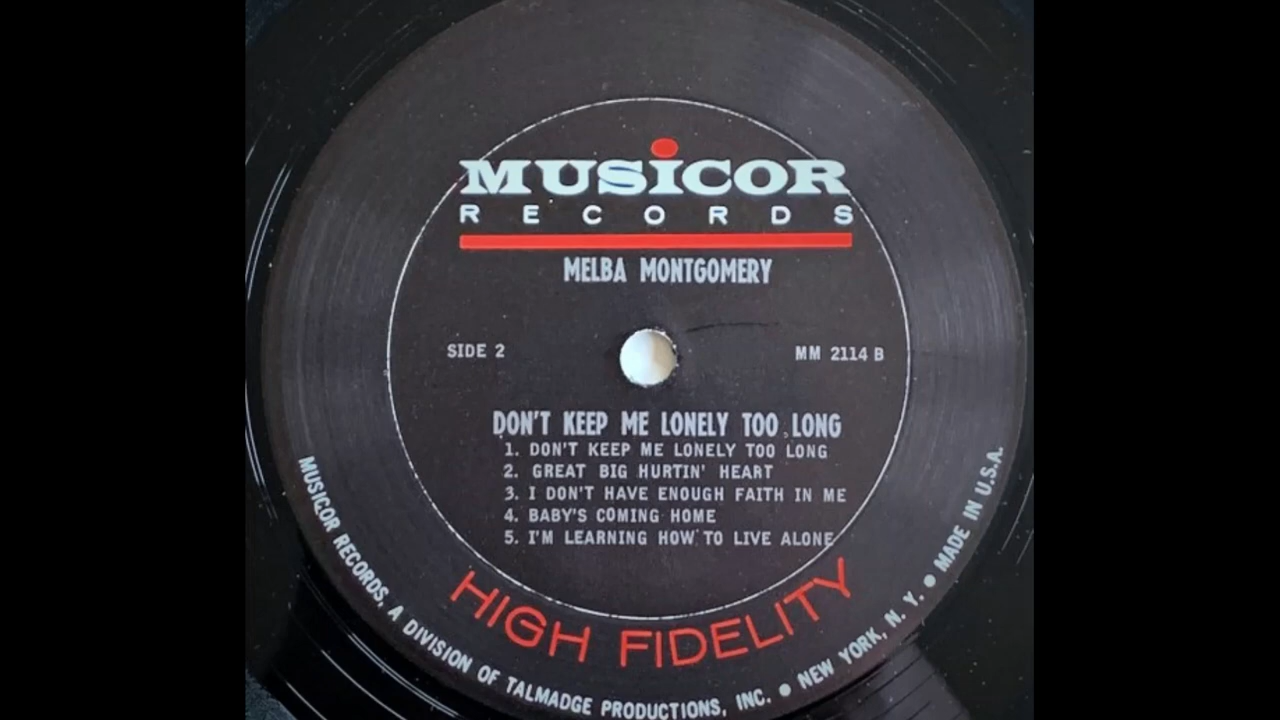 MUSiCOR
RECORDS
MELBA MONTGOMERY
SIDE 2
MM 2114 B
DON'T KEEP ME LONELY TOO LONG
1. DON'T KEEP ME LONELY TOO LONG
2. GREAT BIG HURTIN' HEART
3. I DON'T HAVE ENOUGH FAITH IN ME
4. BABY'S COMING HOME
5. I'M LEARNING HOW TO LIVE ALONE
HIGH FIDELITY
MUSICOR RECORDS, A DIVISION OF TALMADGE PRODUCTIONS, INC. ● NEW YORK, N. Y. ● MADE IN U.S.A.